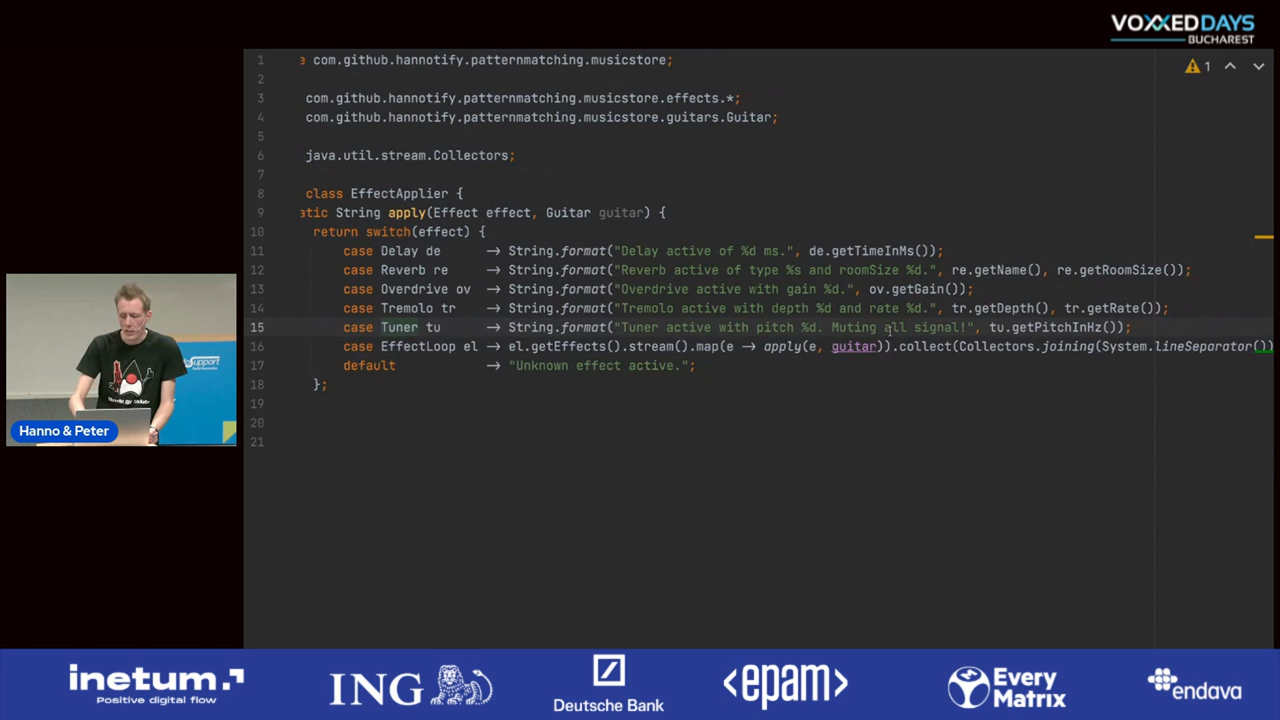 VOXXED DAYS
BUCHAREST
1
1 e com.github.hannotify.patternmatching.musicstore;
2
3 com.github.hannotify.patternmatching.musicstore.effects.*;
4 com.github.hannotify.patternmatching.musicstore.guitars.Guitar;
5
6 java.util.stream.Collectors;
7
8 class EffectApplier {
9 atic String apply(Effect effect, Guitar guitar) {
10 return switch(effect) {
11 case Delay de -> String.format("Delay active of %d ms.", de.getTimeInMs());
12 case Reverb re -> String.format("Reverb active of type %s and roomSize %d.", re.getName(), re.getRoomSize());
13 case Overdrive ov -> String.format("Overdrive active with gain %d.", ov.getGain());
14 case Tremolo tr -> String.format("Tremolo active with depth %d and rate %d.", tr.getDepth(), tr.getRate());
15 case Tuner tu -> String.format("Tuner active with pitch %d. Muting all signal!", tu.getPitchInHz());
16 case EffectLoop el -> el.getEffects().stream().map(e -> apply(e, guitar)).collect(Collectors.joining(System.lineSeparator())
17 default -> "Unknown effect active.";
18 };
19
20
21
Hanno & Peter
inetum.
Positive digital flow
ING
Deutsche Bank
<epam>
Every
Matrix
endava